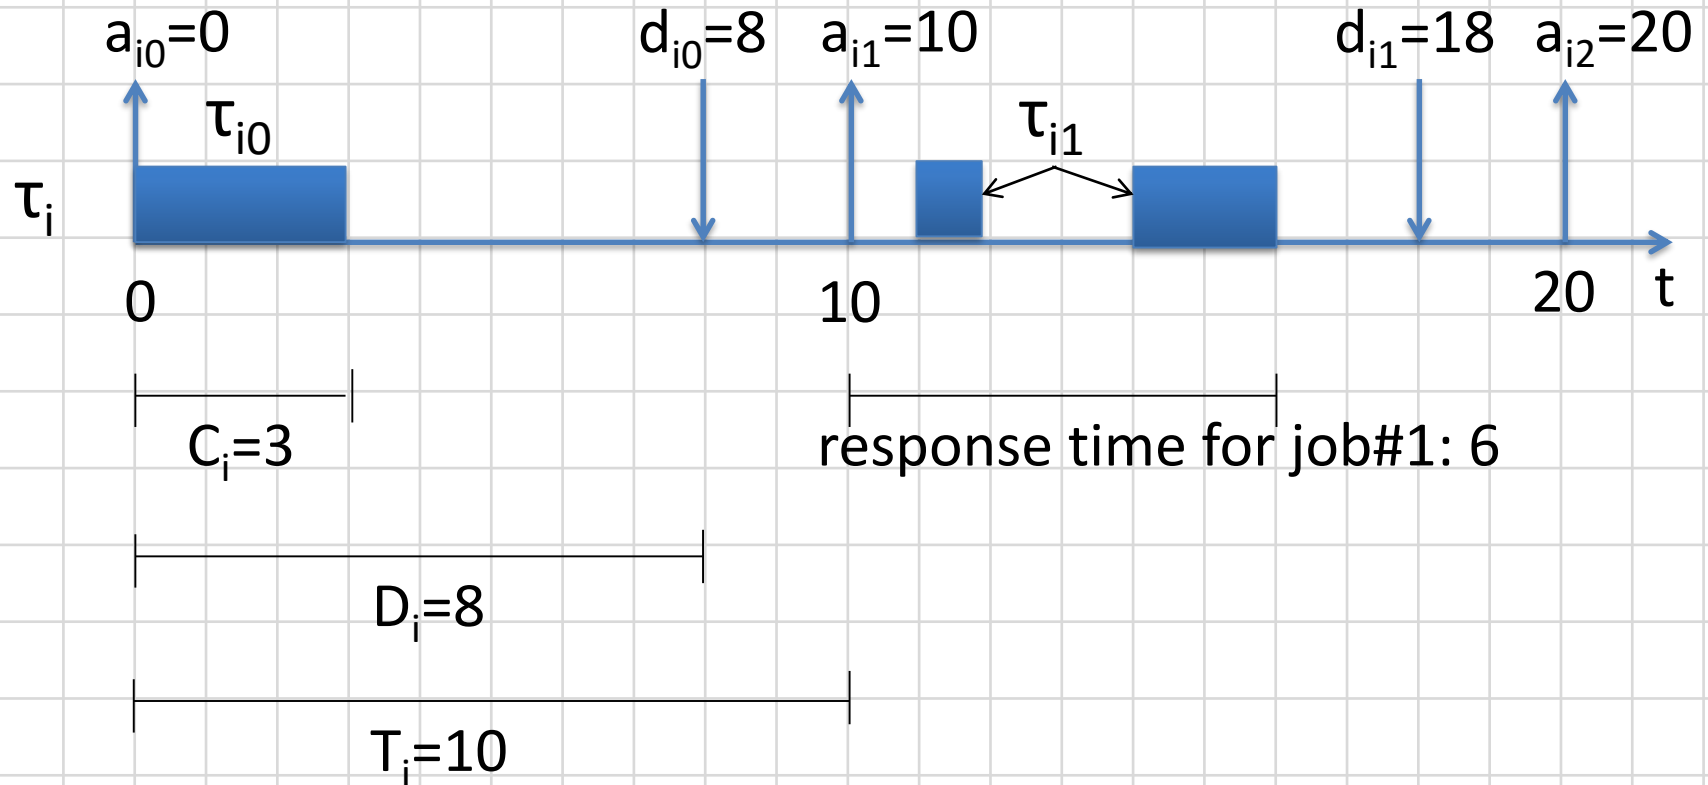 a_i0=0 d_i0=8 a_i1=10 d_i1=18 a_i2=20
τ_i0 τ_i1
τ_i
0 10 20 t
C_i=3 response time for job#1: 6
D_i=8
T_i=10